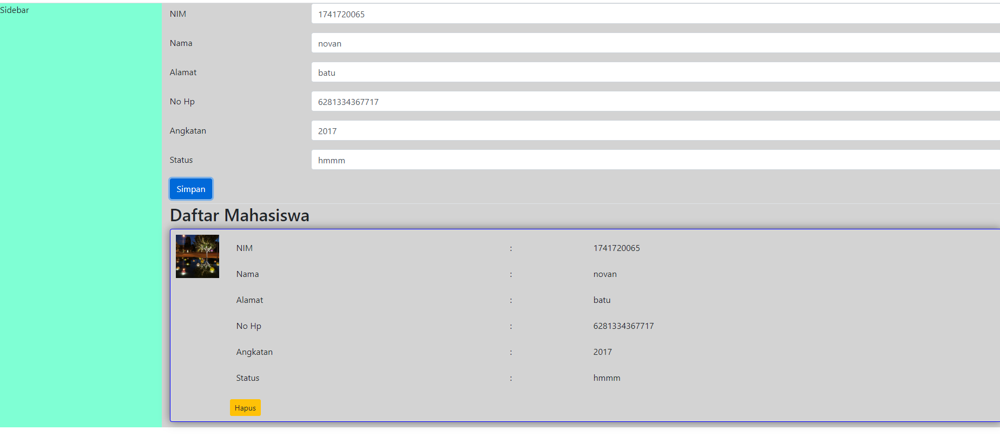 Sidebar
NIM 1741720065
Nama novan
Alamat batu
No Hp 6281334367717
Angkatan 2017
Status hmmm
Simpan
Daftar Mahasiswa
NIM : 1741720065
Nama : novan
Alamat : batu
No Hp : 6281334367717
Angkatan : 2017
Status : hmmm
Hapus